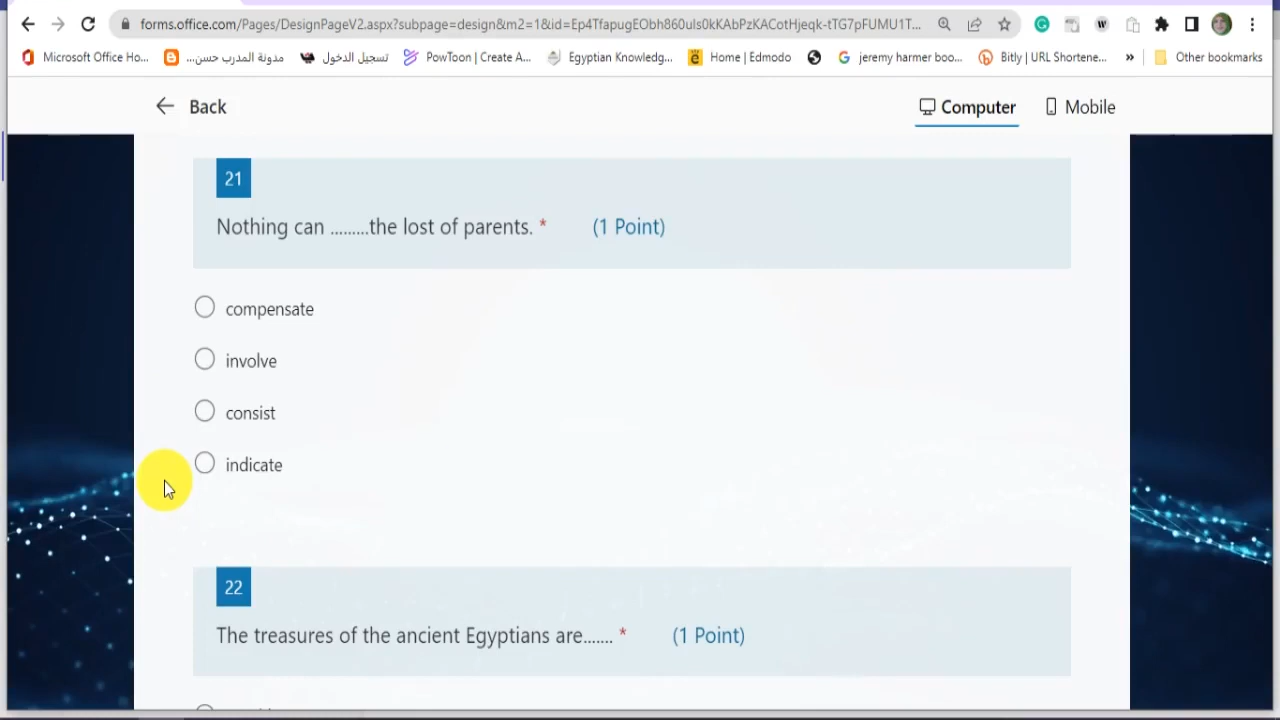 forms.office.com/Pages/DesignPageV2.aspx?subpage=design&m2=1&id=Ep4TfapugEObh860uls0kKAsPzKACotHjeqk-tTG7pFUMU1T...
Microsoft Office Ho... مدونة المدرب حسن... تسجيل الدخول PowToon | Create A... Egyptian Knowledg... Home | Edmodo jeremy harmer boo... Bitly | URL Shortene... » Other bookmarks
Back Computer Mobile
21
Nothing can .........the lost of parents. * (1 Point)
compensate
involve
consist
indicate
22
The treasures of the ancient Egyptians are....... * (1 Point)